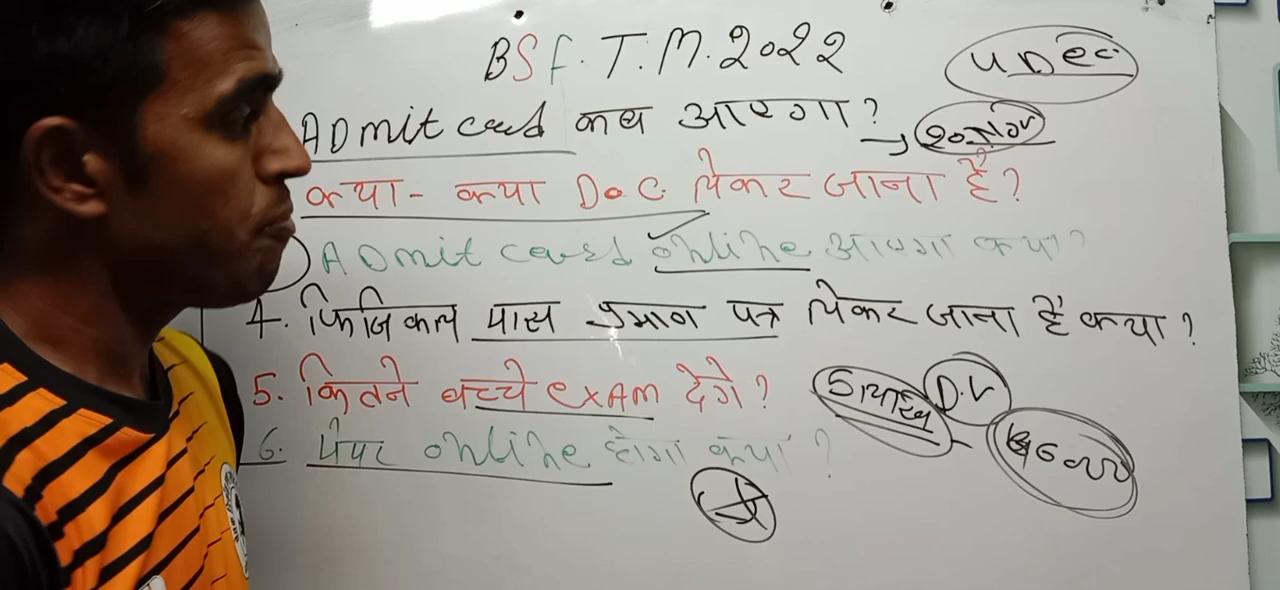 BSF. T.M. 2022
4 Dec
ADmit card कब आएगा?
→ 20 Nov
क्या - क्या Doc. लेकर जाना हैं?
ADmit card online आएगा क्या?
4. फिजिकल पास प्रमाण पत्र लेकर जाना हैं क्या?
5. कितने बच्चे exAm देंगे?
5 लाख
D.V
6. पेपर online होगा क्या?